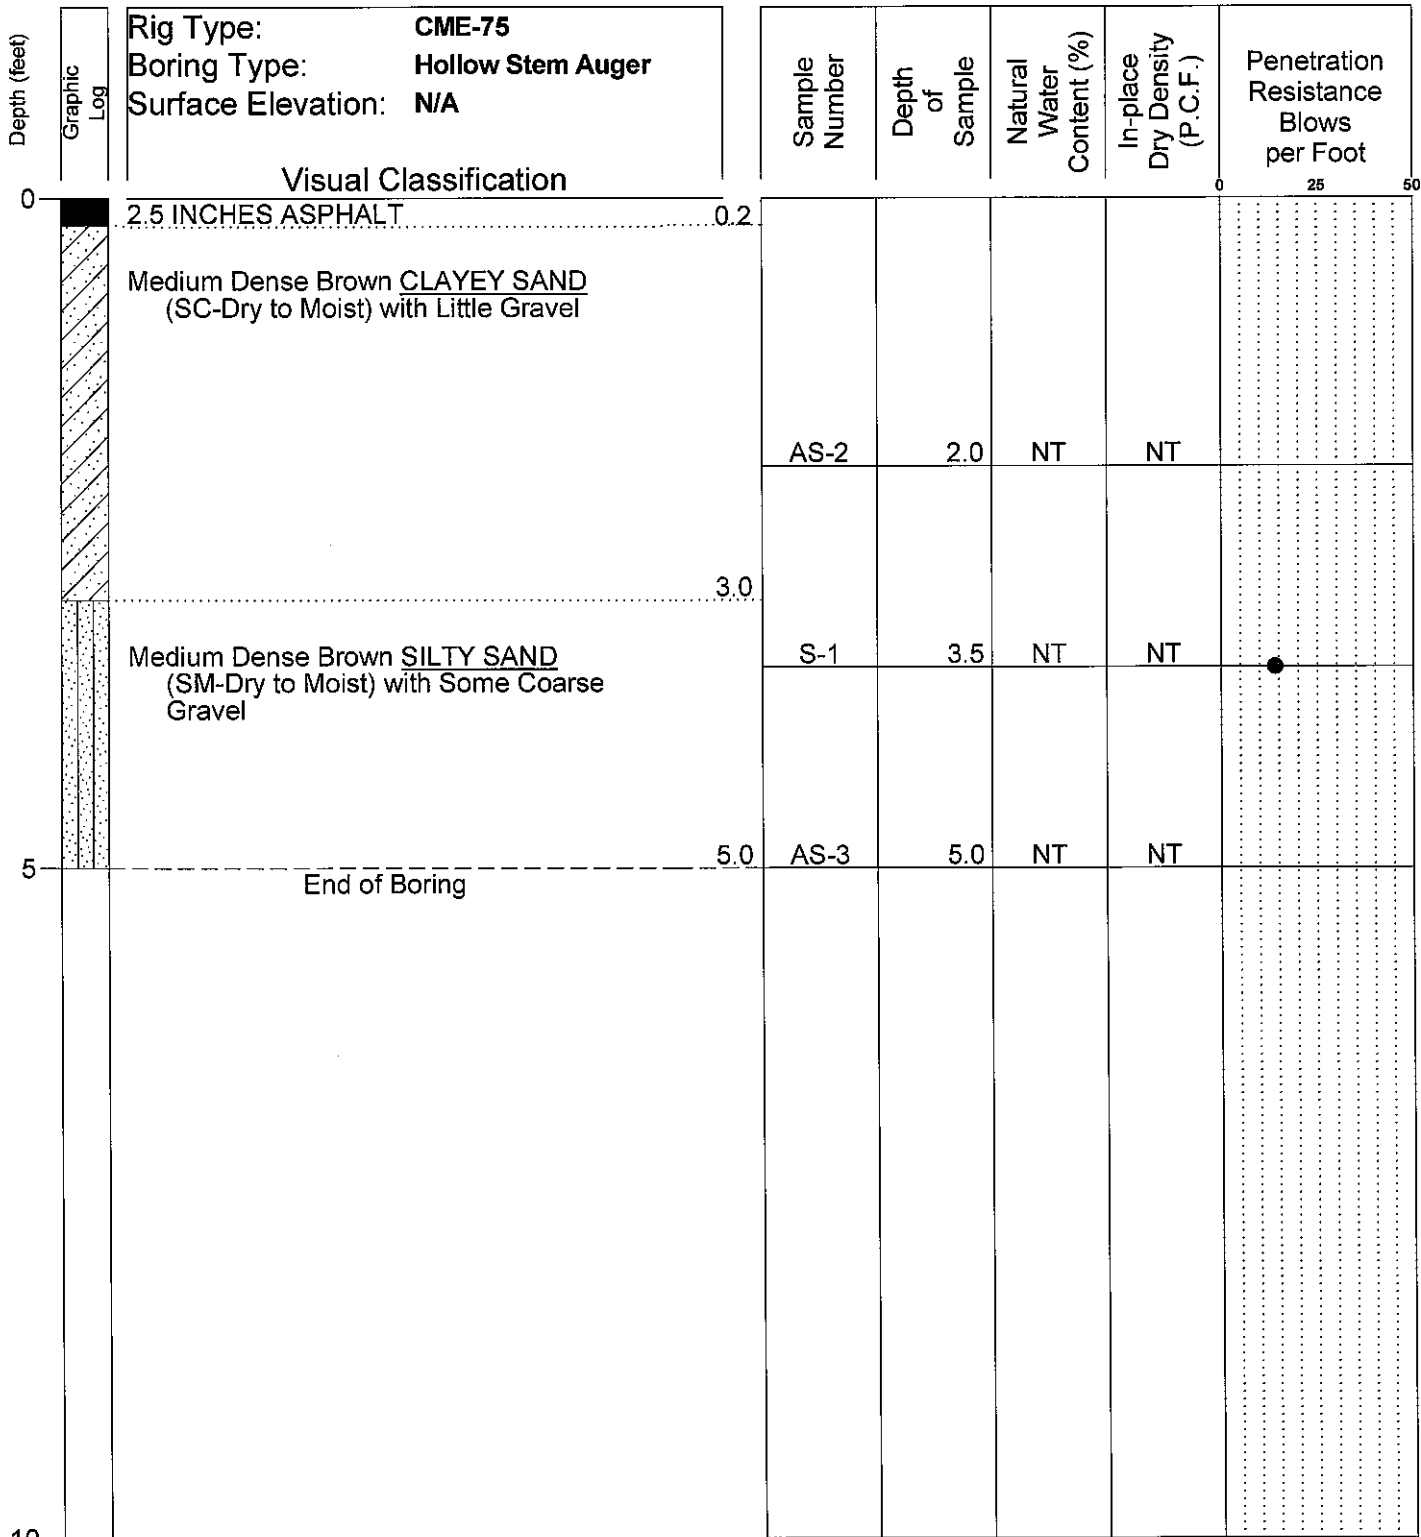 Depth (feet)
Graphic
Log
Rig Type: CME-75
Boring Type: Hollow Stem Auger
Surface Elevation: N/A
Visual Classification
Sample
Number
Depth
of
Sample
Natural
Water
Content (%)
In-place
Dry Density
(P.C.F.)
Penetration
Resistance
Blows
per Foot
0 25 50
0
2.5 INCHES ASPHALT 0.2
Medium Dense Brown CLAYEY SAND
(SC-Dry to Moist) with Little Gravel
AS-2 2.0 NT NT
3.0
Medium Dense Brown SILTY SAND
(SM-Dry to Moist) with Some Coarse
Gravel
S-1 3.5 NT NT
5 5.0 AS-3 5.0 NT NT
End of Boring
10